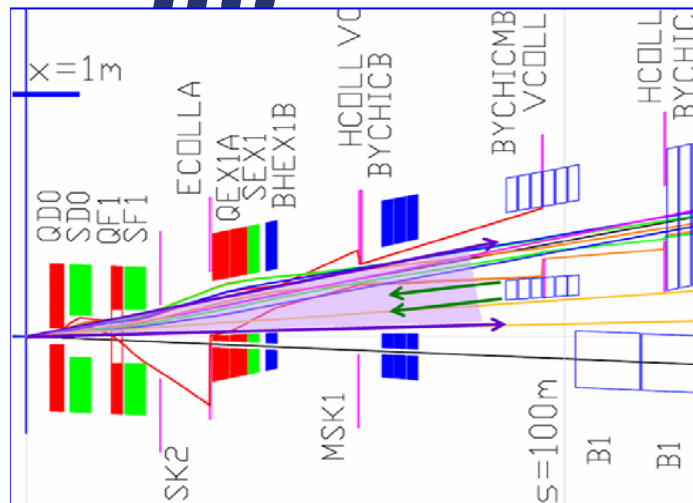 x=1m
QD0
SD0
QF1
SF1
ECOLLA
QEX1A
SEX1
BHEX1B
HCOLL VC
BYCHICB
BYCHICMB
VCOLL
HCOLL
BYCHIC
SK2
MSK1
s=100m
B1
B1